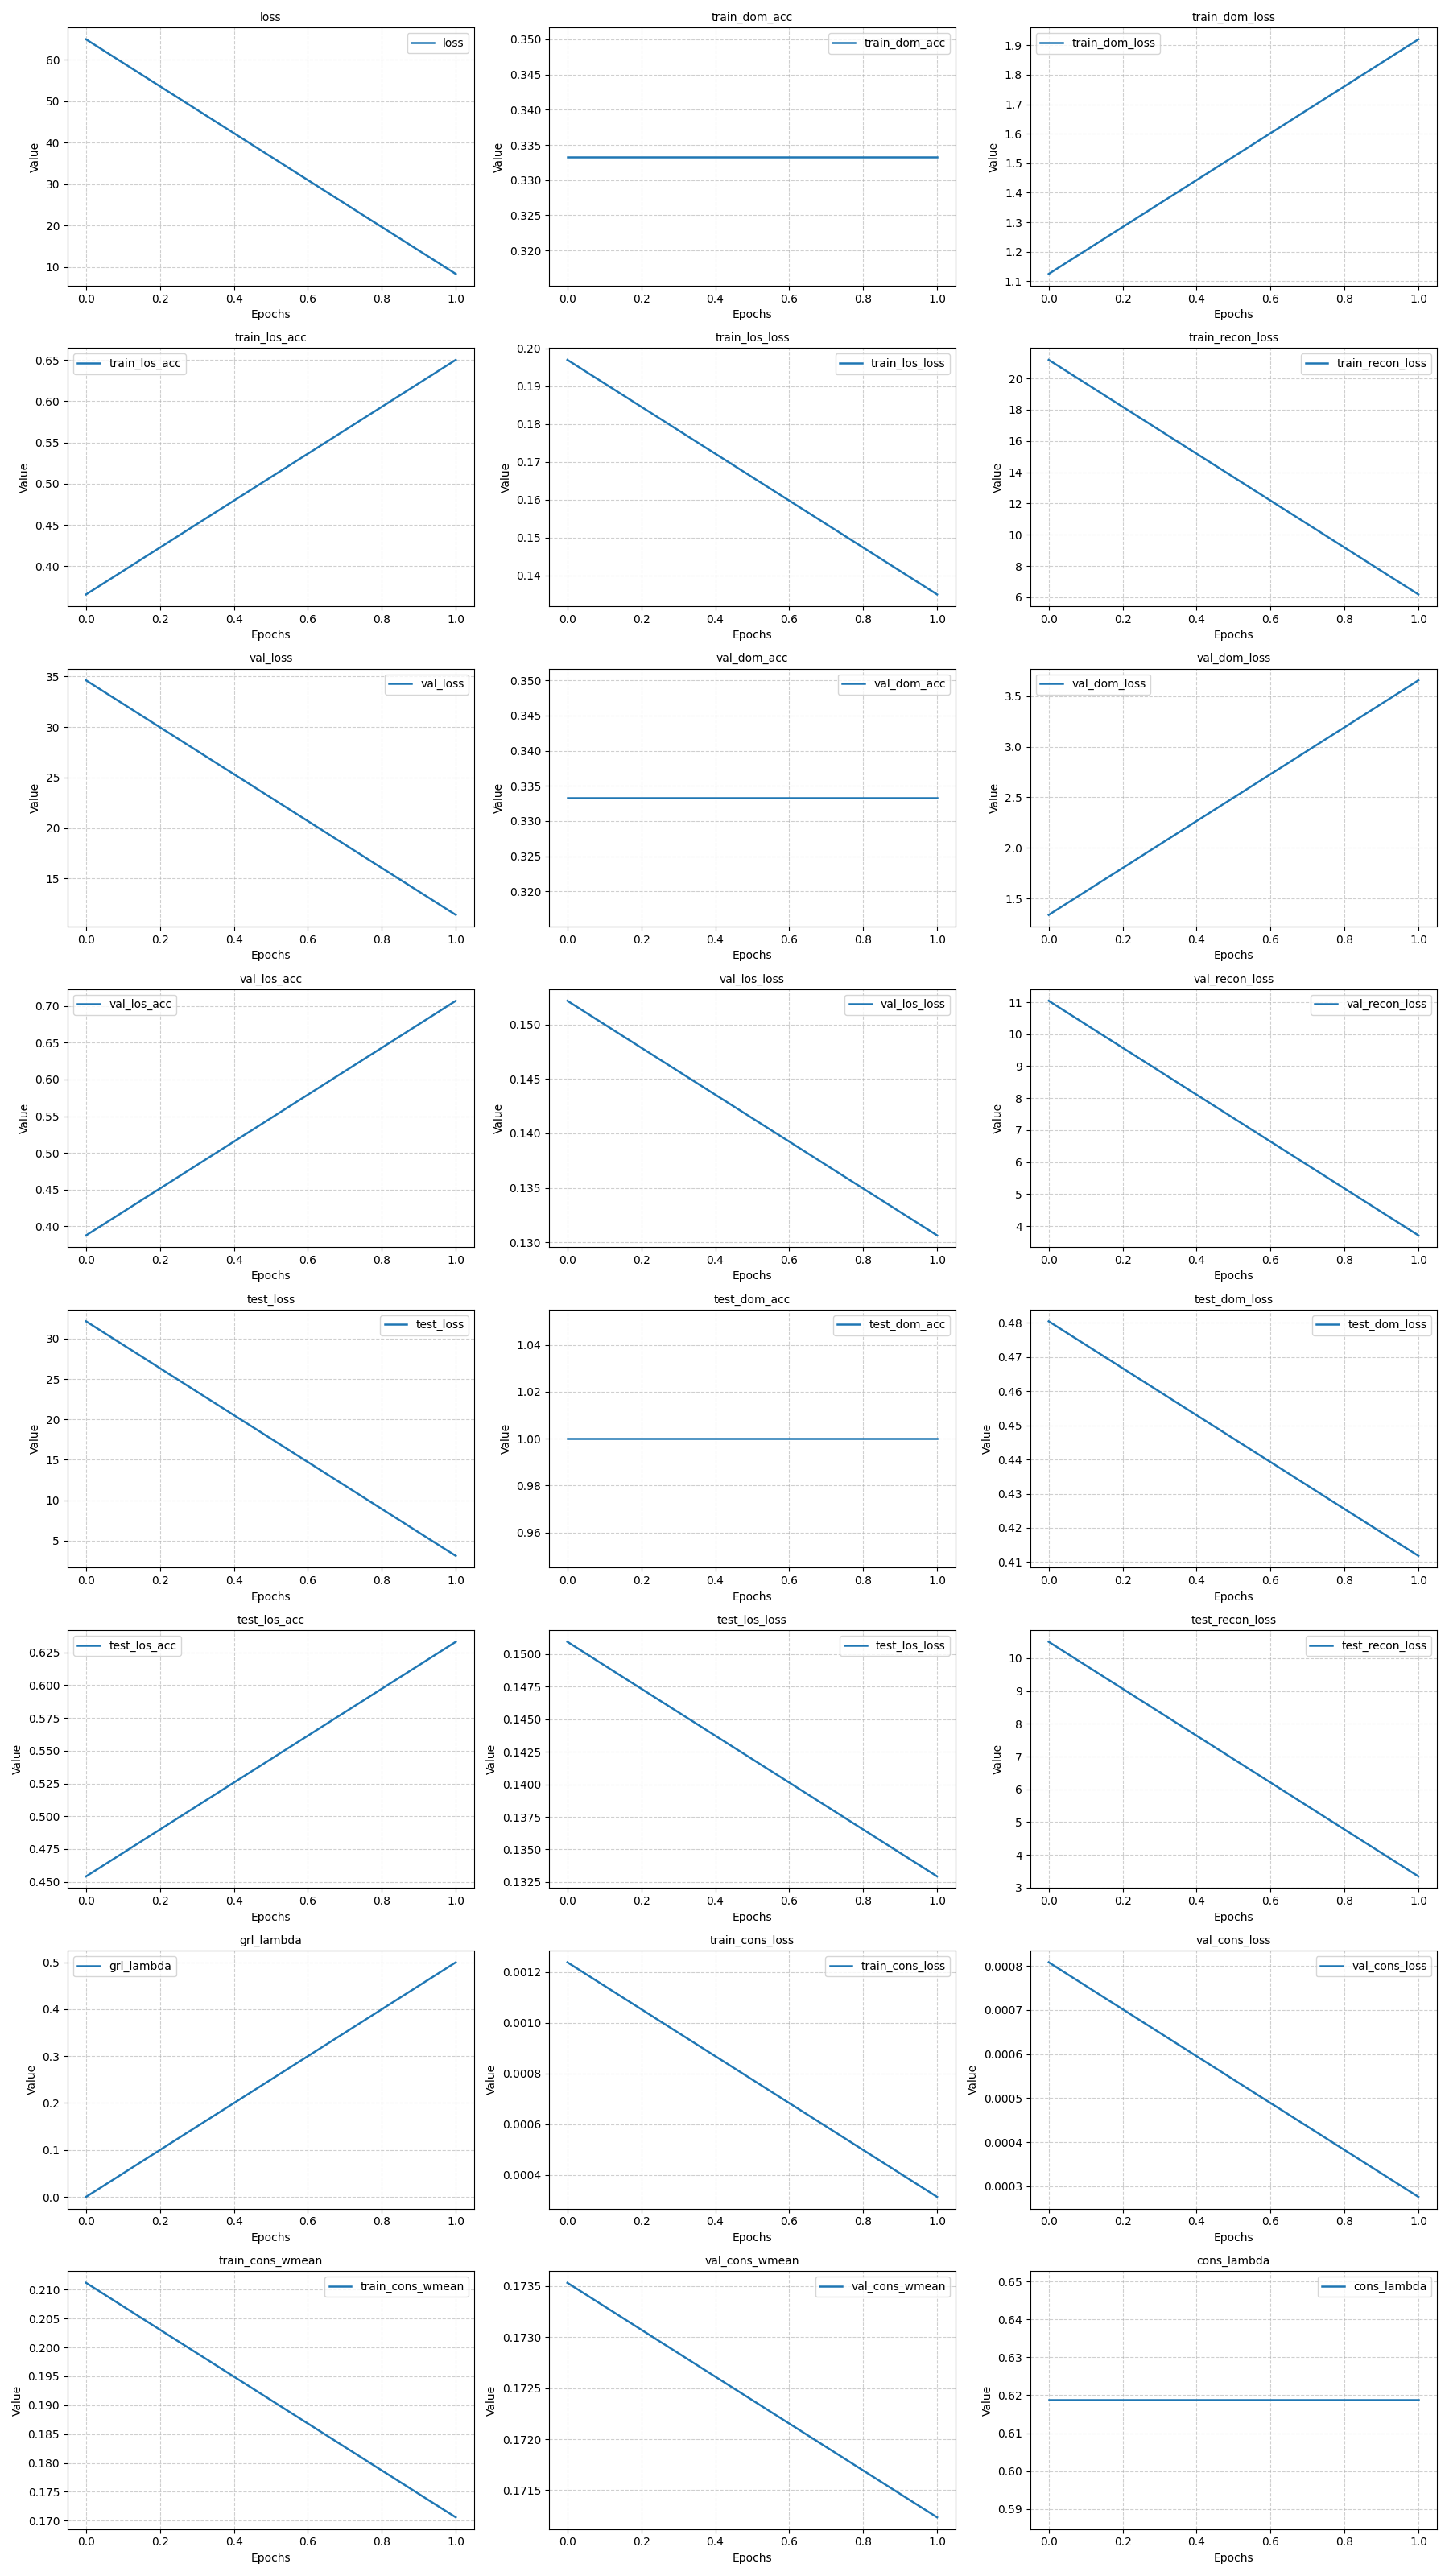 loss
60
50
40
30
20
10
Value
loss
0.0 0.2 0.4 0.6 0.8 1.0
Epochs
train_dom_acc
0.350
0.345
0.340
0.335
0.330
0.325
0.320
Value
train_dom_acc
0.0 0.2 0.4 0.6 0.8 1.0
Epochs
train_dom_loss
1.9
1.8
1.7
1.6
1.5
1.4
1.3
1.2
1.1
Value
train_dom_loss
0.0 0.2 0.4 0.6 0.8 1.0
Epochs
train_los_acc
0.65
0.60
0.55
0.50
0.45
0.40
Value
train_los_acc
0.0 0.2 0.4 0.6 0.8 1.0
Epochs
train_los_loss
0.20
0.19
0.18
0.17
0.16
0.15
0.14
Value
train_los_loss
0.0 0.2 0.4 0.6 0.8 1.0
Epochs
train_recon_loss
20
18
16
14
12
10
8
6
Value
train_recon_loss
0.0 0.2 0.4 0.6 0.8 1.0
Epochs
val_loss
35
30
25
20
15
Value
val_loss
0.0 0.2 0.4 0.6 0.8 1.0
Epochs
val_dom_acc
0.350
0.345
0.340
0.335
0.330
0.325
0.320
Value
val_dom_acc
0.0 0.2 0.4 0.6 0.8 1.0
Epochs
val_dom_loss
3.5
3.0
2.5
2.0
1.5
Value
val_dom_loss
0.0 0.2 0.4 0.6 0.8 1.0
Epochs
val_los_acc
0.70
0.65
0.60
0.55
0.50
0.45
0.40
Value
val_los_acc
0.0 0.2 0.4 0.6 0.8 1.0
Epochs
val_los_loss
0.150
0.145
0.140
0.135
0.130
Value
val_los_loss
0.0 0.2 0.4 0.6 0.8 1.0
Epochs
val_recon_loss
11
10
9
8
7
6
5
4
Value
val_recon_loss
0.0 0.2 0.4 0.6 0.8 1.0
Epochs
test_loss
30
25
20
15
10
5
Value
test_loss
0.0 0.2 0.4 0.6 0.8 1.0
Epochs
test_dom_acc
1.04
1.02
1.00
0.98
0.96
Value
test_dom_acc
0.0 0.2 0.4 0.6 0.8 1.0
Epochs
test_dom_loss
0.48
0.47
0.46
0.45
0.44
0.43
0.42
0.41
Value
test_dom_loss
0.0 0.2 0.4 0.6 0.8 1.0
Epochs
test_los_acc
0.625
0.600
0.575
0.550
0.525
0.500
0.475
0.450
Value
test_los_acc
0.0 0.2 0.4 0.6 0.8 1.0
Epochs
test_los_loss
0.1500
0.1475
0.1450
0.1425
0.1400
0.1375
0.1350
0.1325
Value
test_los_loss
0.0 0.2 0.4 0.6 0.8 1.0
Epochs
test_recon_loss
10
9
8
7
6
5
4
3
Value
test_recon_loss
0.0 0.2 0.4 0.6 0.8 1.0
Epochs
grl_lambda
0.5
0.4
0.3
0.2
0.1
0.0
Value
grl_lambda
0.0 0.2 0.4 0.6 0.8 1.0
Epochs
train_cons_loss
0.0012
0.0010
0.0008
0.0006
0.0004
Value
train_cons_loss
0.0 0.2 0.4 0.6 0.8 1.0
Epochs
val_cons_loss
0.0008
0.0007
0.0006
0.0005
0.0004
0.0003
Value
val_cons_loss
0.0 0.2 0.4 0.6 0.8 1.0
Epochs
train_cons_wmean
0.210
0.205
0.200
0.195
0.190
0.185
0.180
0.175
0.170
Value
train_cons_wmean
0.0 0.2 0.4 0.6 0.8 1.0
Epochs
val_cons_wmean
0.1735
0.1730
0.1725
0.1720
0.1715
Value
val_cons_wmean
0.0 0.2 0.4 0.6 0.8 1.0
Epochs
cons_lambda
0.65
0.64
0.63
0.62
0.61
0.60
0.59
Value
cons_lambda
0.0 0.2 0.4 0.6 0.8 1.0
Epochs